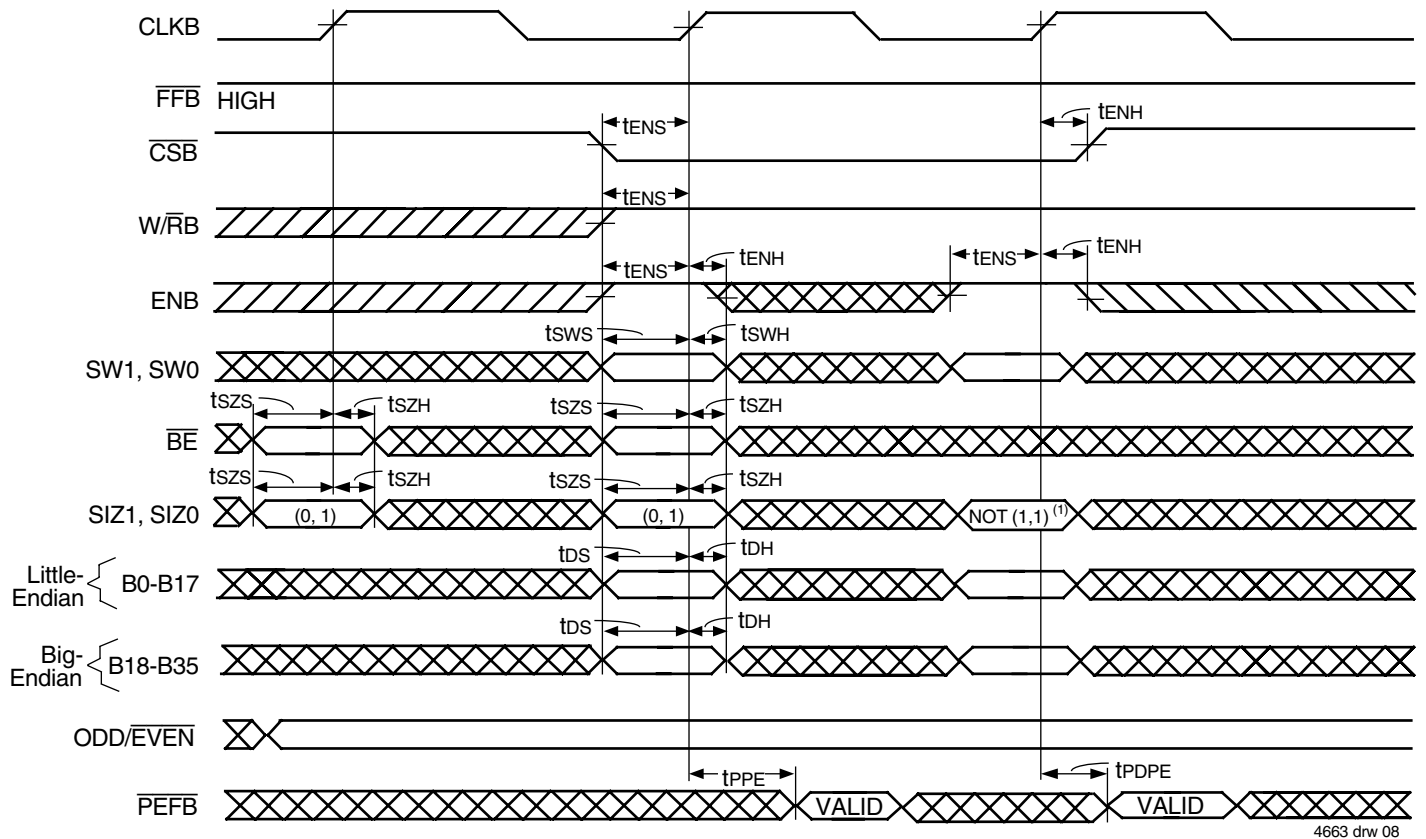 CLKB
FFB HIGH
tENS tENH
CSB
tENS
W/RB
tENS tENH tENS tENH
ENB
tSWS tSWH
SW1, SW0
tSZS tSZH tSZS tSZH
BE
tSZS tSZH tSZS tSZH
SIZ1, SIZ0 (0, 1) (0, 1) NOT (1,1) (1)
tDS tDH
Little-Endian B0-B17
tDS tDH
Big-Endian B18-B35
ODD/EVEN
tPPE tPDPE
PEFB VALID VALID
4663 drw 08